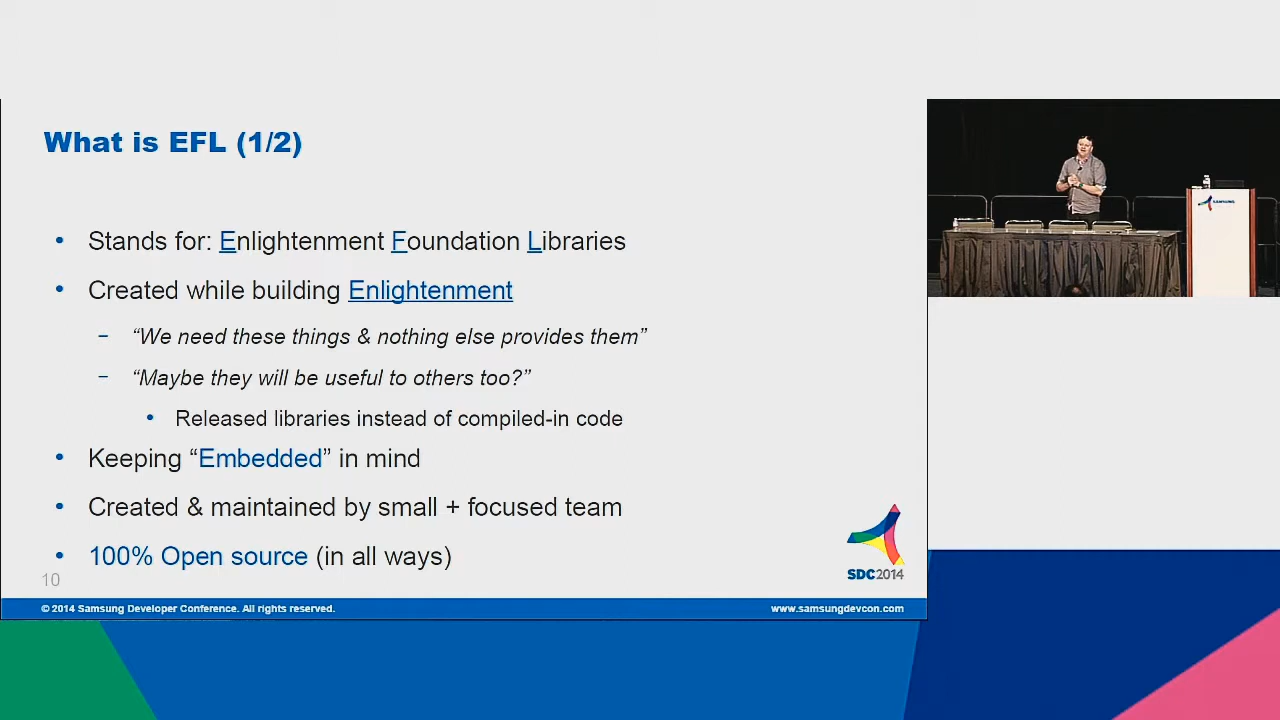 What is EFL (1/2)
• Stands for: Enlightenment Foundation Libraries
• Created while building Enlightenment
– “We need these things & nothing else provides them”
– “Maybe they will be useful to others too?”
• Released libraries instead of compiled-in code
• Keeping “Embedded” in mind
• Created & maintained by small + focused team
• 100% Open source (in all ways)
10
SDC2014
© 2014 Samsung Developer Conference. All rights reserved.
www.samsungdevcon.com
SAMSUNG